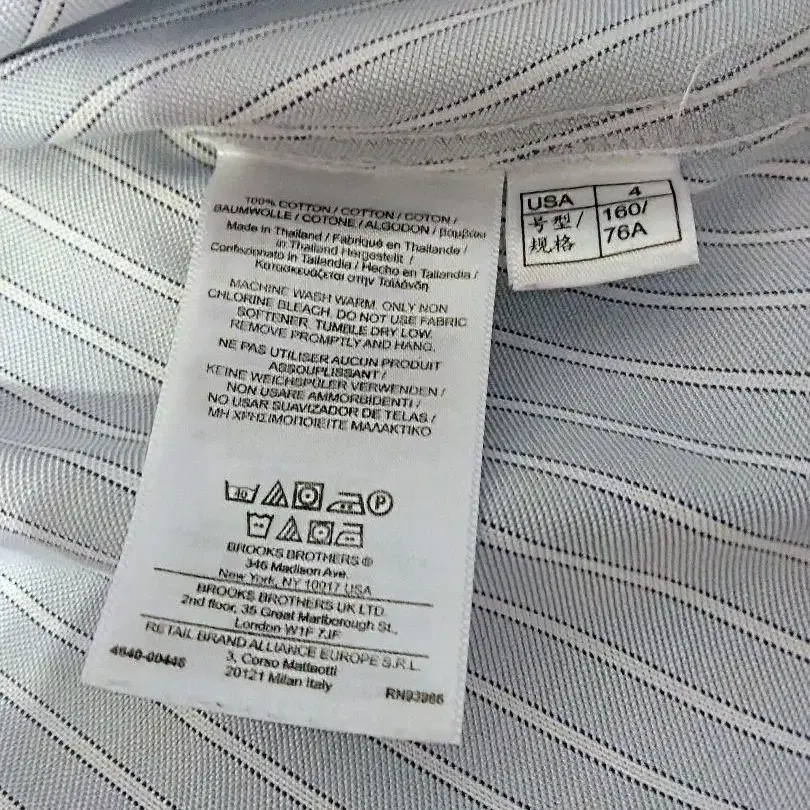 100% COTTON / COTTON / COTON /
BAUMWOLLE / COTONE / ALGODON / βαμβάκι
Made in Thailand / Fabriqué en Thaïlande /
in Thailand Hergestellt /
Confezionato in Tailandia / Hecho en Tailandia /
Κατασκευάζεται στην Ταϊλάνδη
MACHINE WASH WARM. ONLY NON
CHLORINE BLEACH. DO NOT USE FABRIC
SOFTENER. TUMBLE DRY LOW.
REMOVE PROMPTLY AND HANG.
NE PAS UTILISER AUCUN PRODUIT
ASSOUPLISSANT /
KEINE WEICHSPÜLER VERWENDEN /
NON USARE AMMORBIDENTI /
NO USAR SUAVIZADOR DE TELAS /
ΜΗ ΧΡΗΣΙΜΟΠΟΙΕΙΤΕ ΜΑΛΑΚΤΙΚΟ
40 P
BROOKS BROTHERS ®
346 Madison Ave.
New York, NY 10017 USA
BROOKS BROTHERS UK LTD.
2nd floor, 35 Great Marlborough St.,
London W1F 7JF
RETAIL BRAND ALLIANCE EUROPE S.R.L.
3, Corso Matteotti
20121 Milan Italy
RN93986
USA 4
号型/ 160/
规格 76A